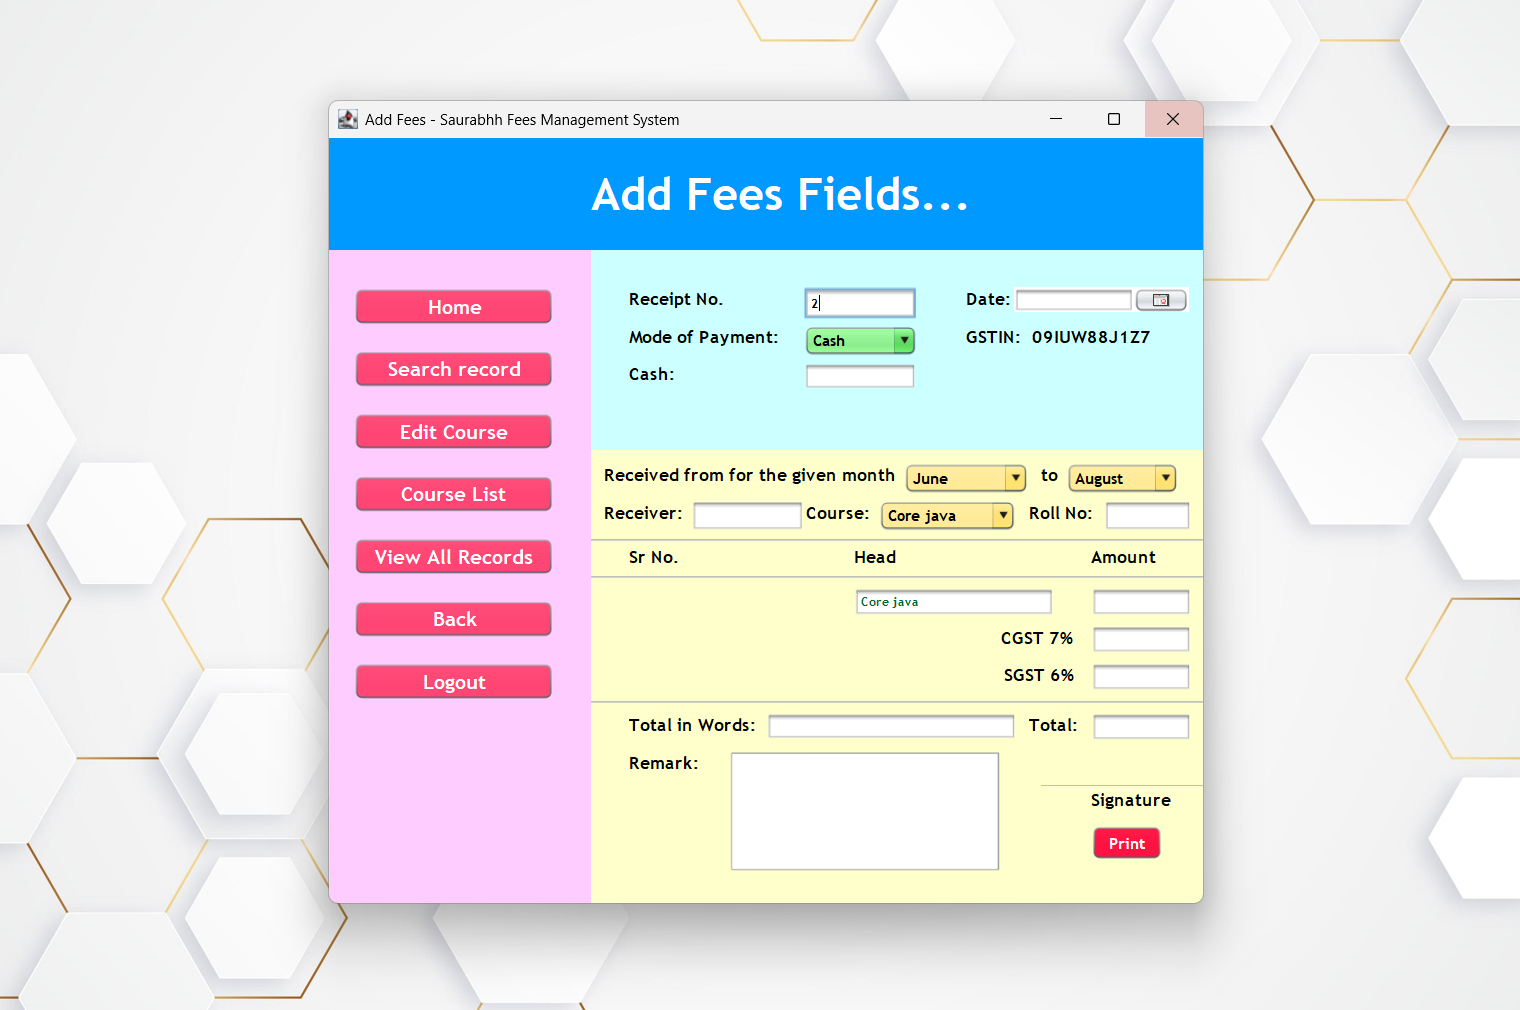 Add Fees - Saurabhh Fees Management System
Add Fees Fields...
Home
Search record
Edit Course
Course List
View All Records
Back
Logout
Receipt No. 2 Date:
Mode of Payment: Cash GSTIN: 09IUW88J1Z7
Cash:
Received from for the given month June to August
Receiver: Course: Core java Roll No:
Sr No. Head Amount
Core java
CGST 7%
SGST 6%
Total in Words: Total:
Remark:
Signature
Print